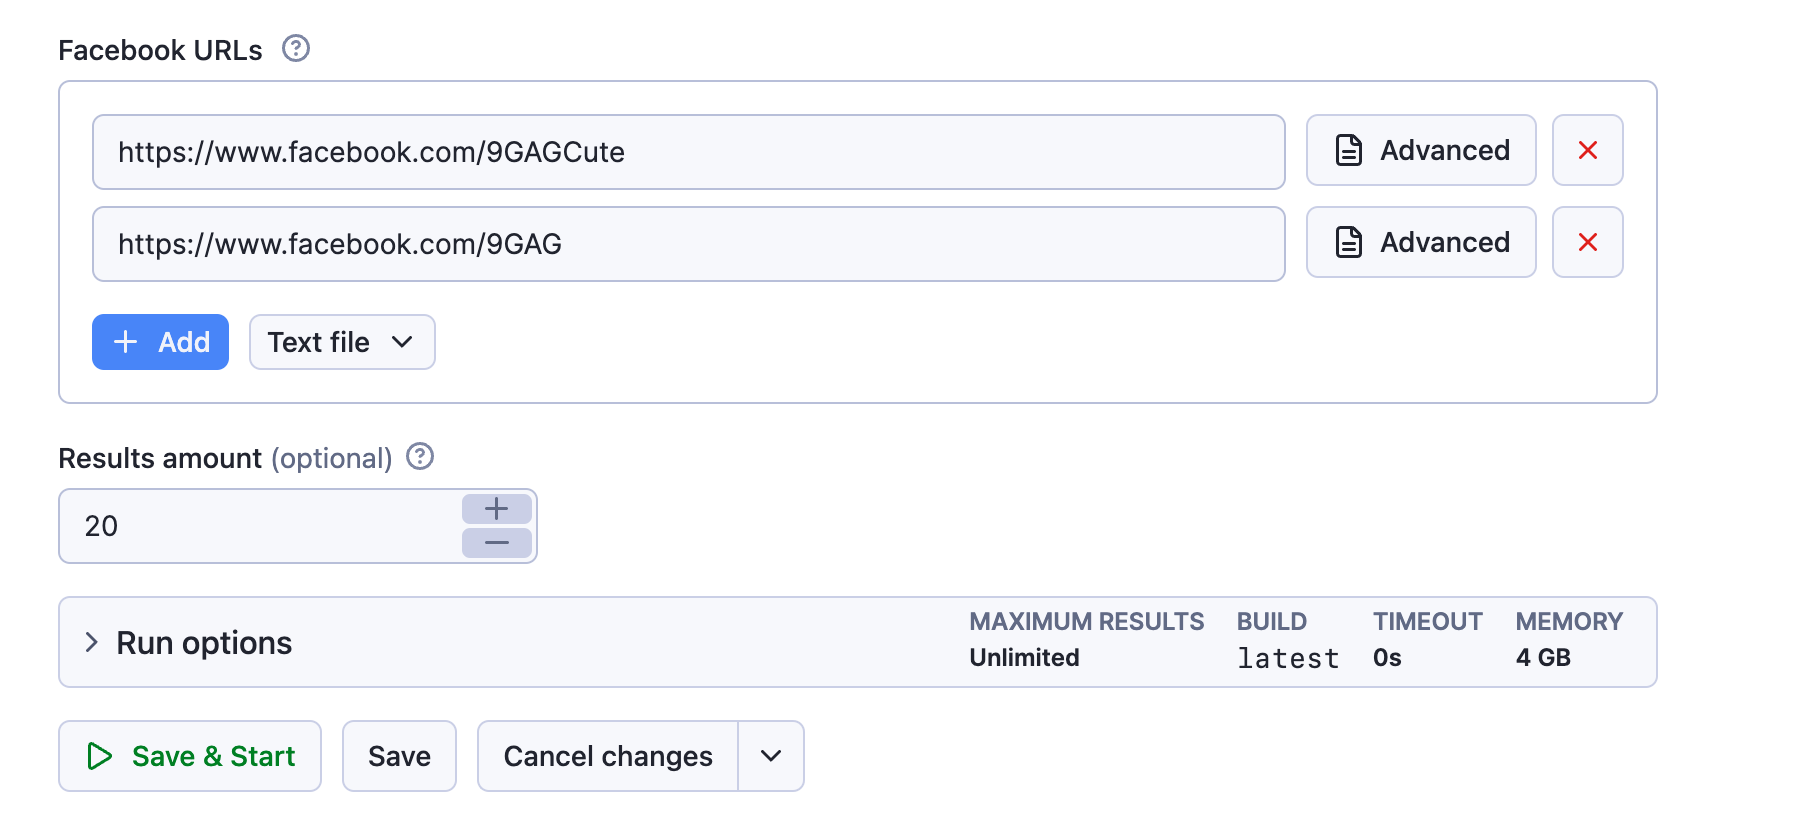 Facebook URLs
https://www.facebook.com/9GAGCute
Advanced
https://www.facebook.com/9GAG
Advanced
Add
Text file
Results amount (optional)
20
Run options
MAXIMUM RESULTS
Unlimited
BUILD
latest
TIMEOUT
0s
MEMORY
4 GB
Save & Start
Save
Cancel changes